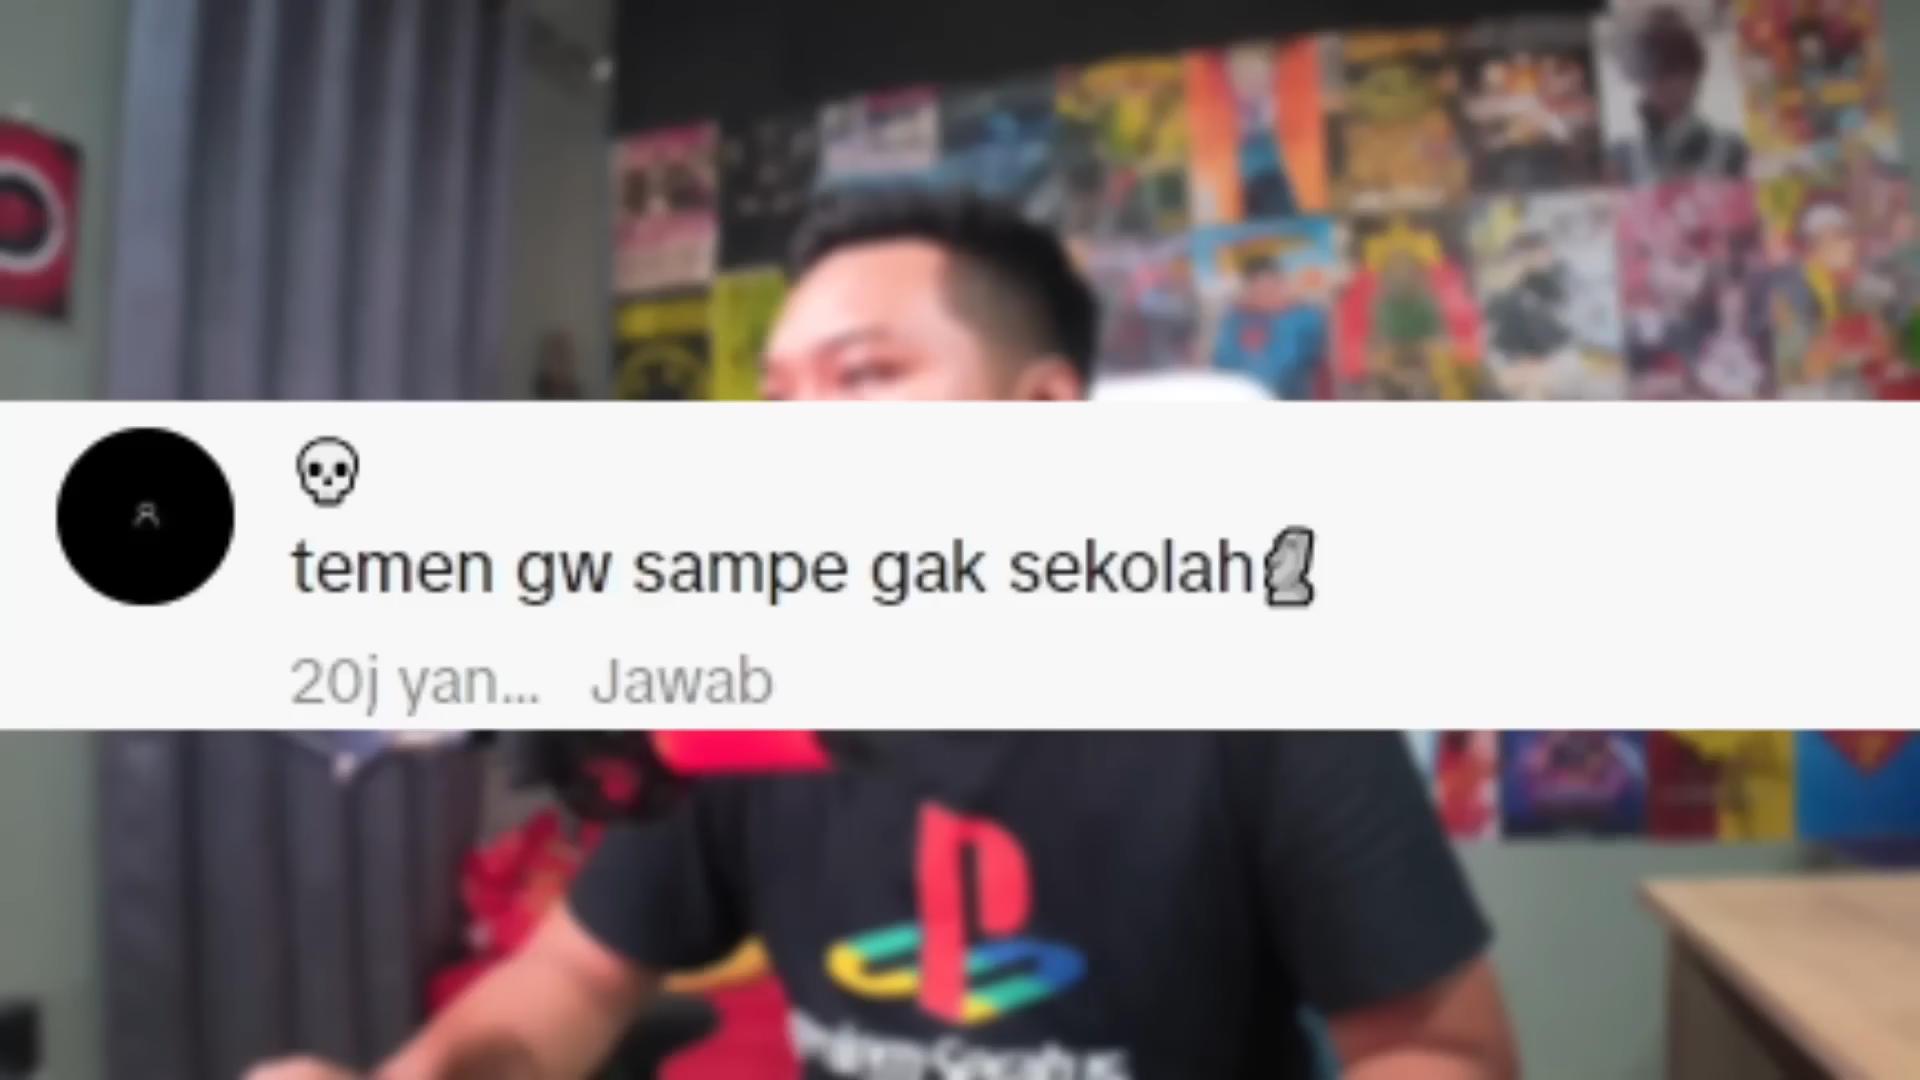 💀
temen gw sampe gak sekolah🗿
20j yan... Jawab